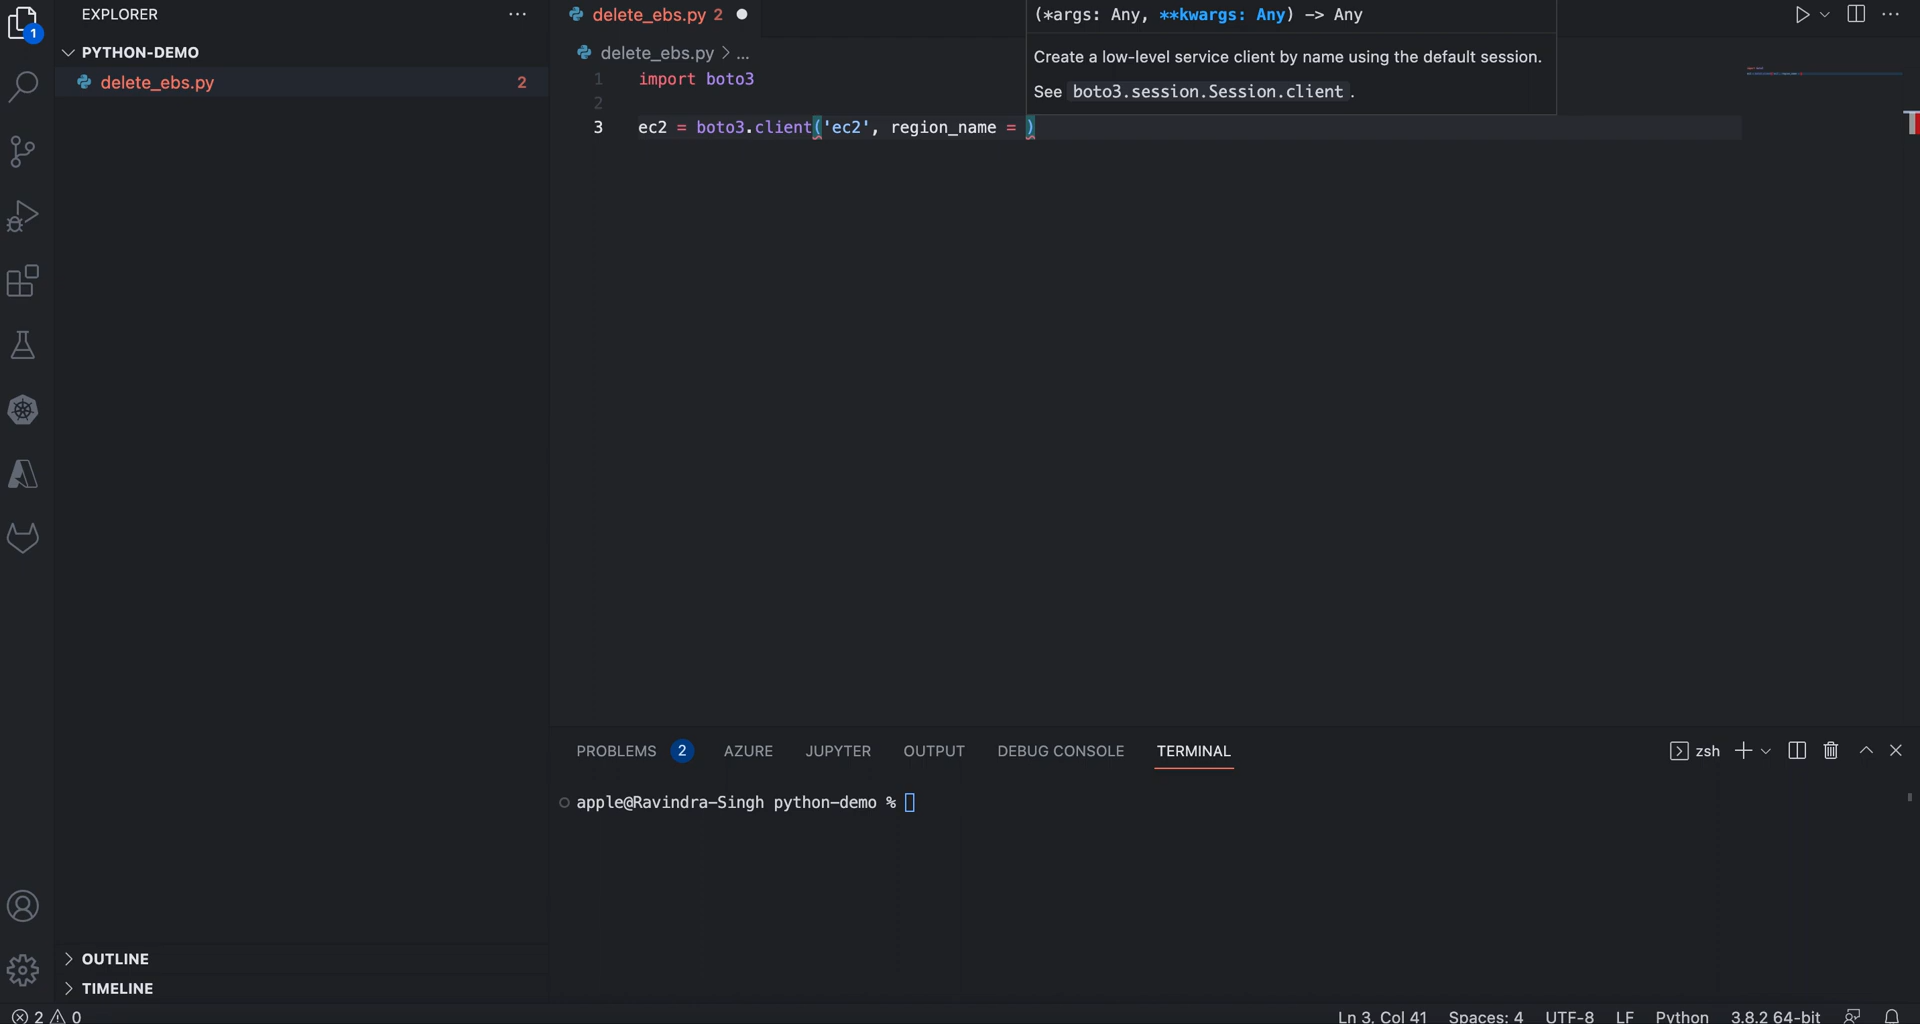 1
EXPLORER
PYTHON-DEMO
delete_ebs.py
2
delete_ebs.py 2
delete_ebs.py > ...
(*args: Any, **kwargs: Any) -> Any
Create a low-level service client by name using the default session.
See boto3.session.Session.client.
1 import boto3
2
3 ec2 = boto3.client('ec2', region_name = )
PROBLEMS 2 AZURE JUPYTER OUTPUT DEBUG CONSOLE TERMINAL
zsh
apple@Ravindra-Singh python-demo %
OUTLINE
TIMELINE
2 0
Ln 3, Col 41 Spaces: 4 UTF-8 LF Python 3.8.2 64-bit